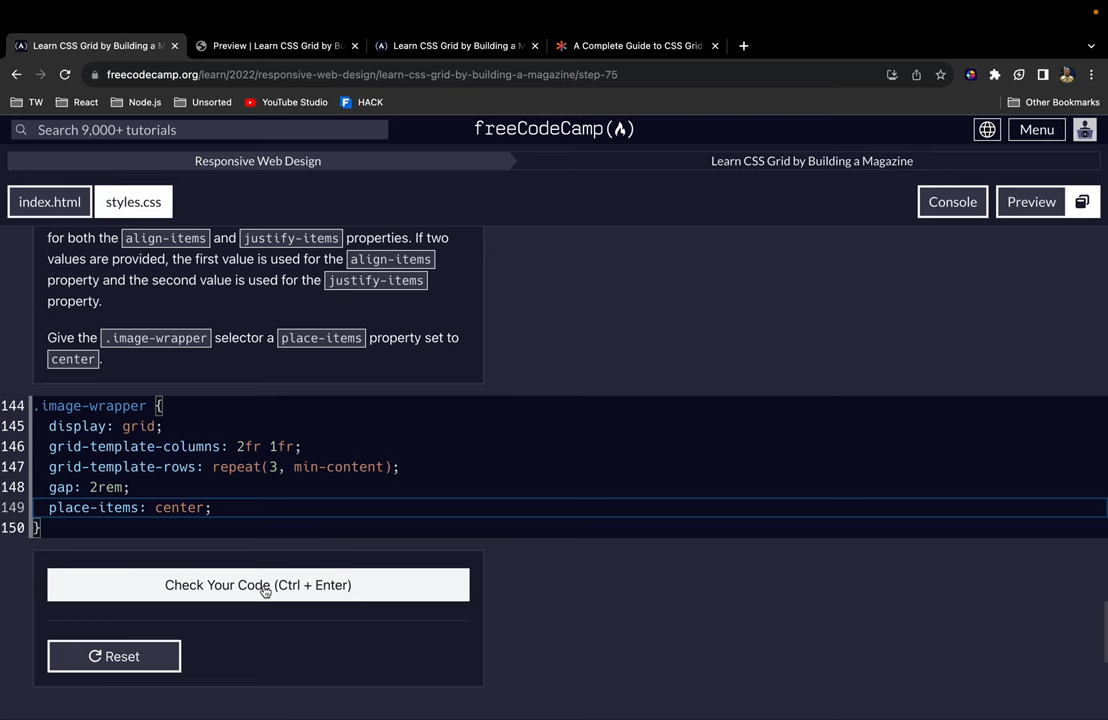 Learn CSS Grid by Building a M
Preview | Learn CSS Grid by Bu
Learn CSS Grid by Building a M
A Complete Guide to CSS Grid
freecodecamp.org/learn/2022/responsive-web-design/learn-css-grid-by-building-a-magazine/step-75
TW
React
Node.js
Unsorted
YouTube Studio
HACK
Other Bookmarks
Search 9,000+ tutorials
freeCodeCamp
Menu
Responsive Web Design
Learn CSS Grid by Building a Magazine
index.html
styles.css
Console
Preview
for both the align-items and justify-items properties. If two
values are provided, the first value is used for the align-items
property and the second value is used for the justify-items
property.
Give the .image-wrapper selector a place-items property set to
center.
144 .image-wrapper {
145 display: grid;
146 grid-template-columns: 2fr 1fr;
147 grid-template-rows: repeat(3, min-content);
148 gap: 2rem;
149 place-items: center;
150 }
Check Your Code (Ctrl + Enter)
Reset